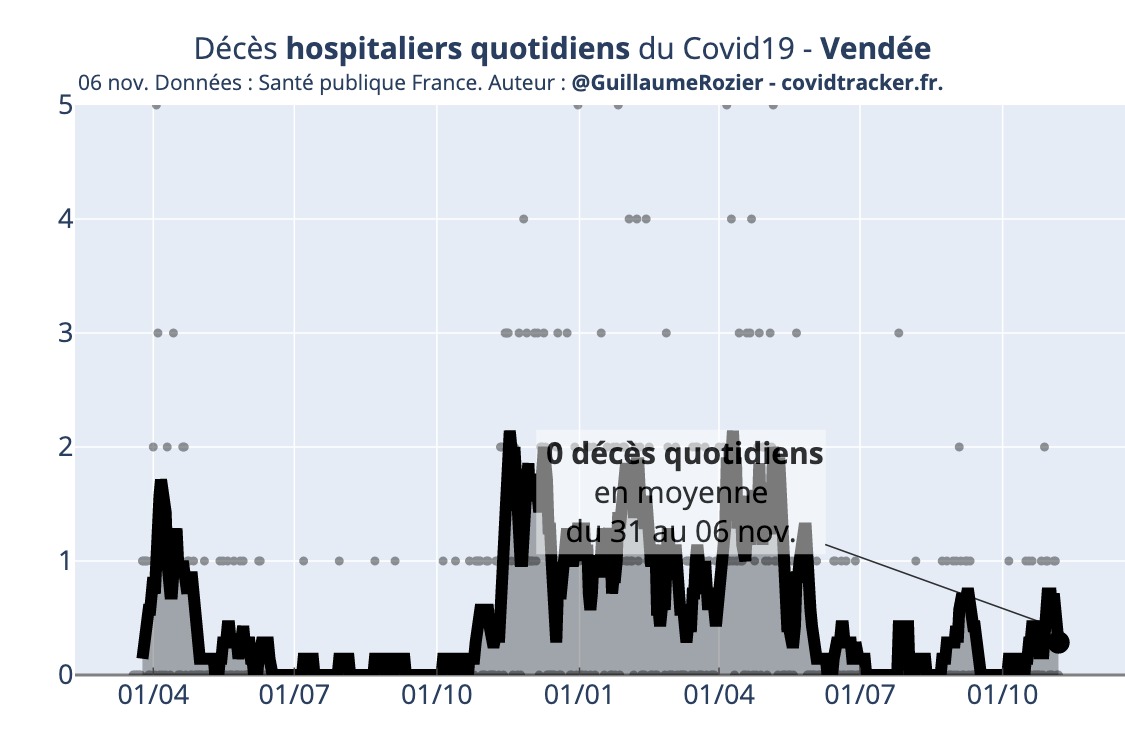 Décès hospitaliers quotidiens du Covid19 - Vendée
06 nov. Données : Santé publique France. Auteur : @GuillaumeRozier - covidtracker.fr.
5
4
3
2
1
0
0 décès quotidiens
en moyenne
du 31 au 06 nov.
01/04 01/07 01/10 01/01 01/04 01/07 01/10